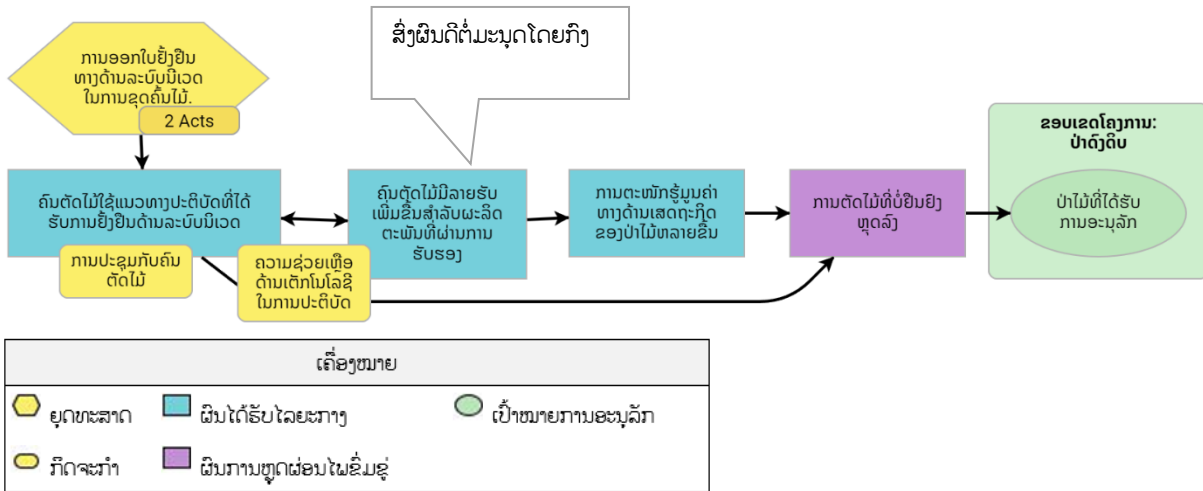 ການອອກໃບຢັ້ງຢືນ
ທາງດ້ານລະບົບນິເວດ
ໃນການຂຸດຄົ້ນໄມ້.
2 Acts
ສົ່ງຜົນດີຕໍ່ມະນຸດໂດຍກົງ
ຄົນຕັດໄມ້ໃຊ້ແນວທາງປະຕິບັດທີ່ໄດ້
ຮັບການຢັ້ງຢືນດ້ານລະບົບນິເວດ
ການປະຊຸມກັບຄົນ
ຕັດໄມ້
ຄວາມຊ່ວຍເຫຼືອ
ດ້ານເຕັກໂນໂລຊີ
ໃນການປະຕິບັດ
ຄົນຕັດໄມ້ມີລາຍຮັບ
ເພີ່ມຂຶ້ນສຳລັບຜະລິດ
ຕະພັນທີ່ຜ່ານການ
ຮັບຮອງ
ການຕະໜັກຮູ້ມູນຄ່າ
ທາງດ້ານເສດຖະກິດ
ຂອງປ່າໄມ້ຫລາຍຂື້ນ
ການຕັດໄມ້ທີ່ບໍ່ຢືນຢົງ
ຫຼຸດລົງ
ຂອບເຂດໂຄງການ:
ປ່າດົງດິບ
ປ່າໄມ້ທີ່ໄດ້ຮັບ
ການອະນຸລັກ
ເຄື່ອງໝາຍ
ຍຸດທະສາດ
ຜົນໄດ້ຮັບໄລຍະກາງ
ເປົ້າໝາຍການອະນຸລັກ
ກິດຈະກຳ
ຜົນການຫຼຸດຜ່ອນໄພຂົ່ມຂູ່